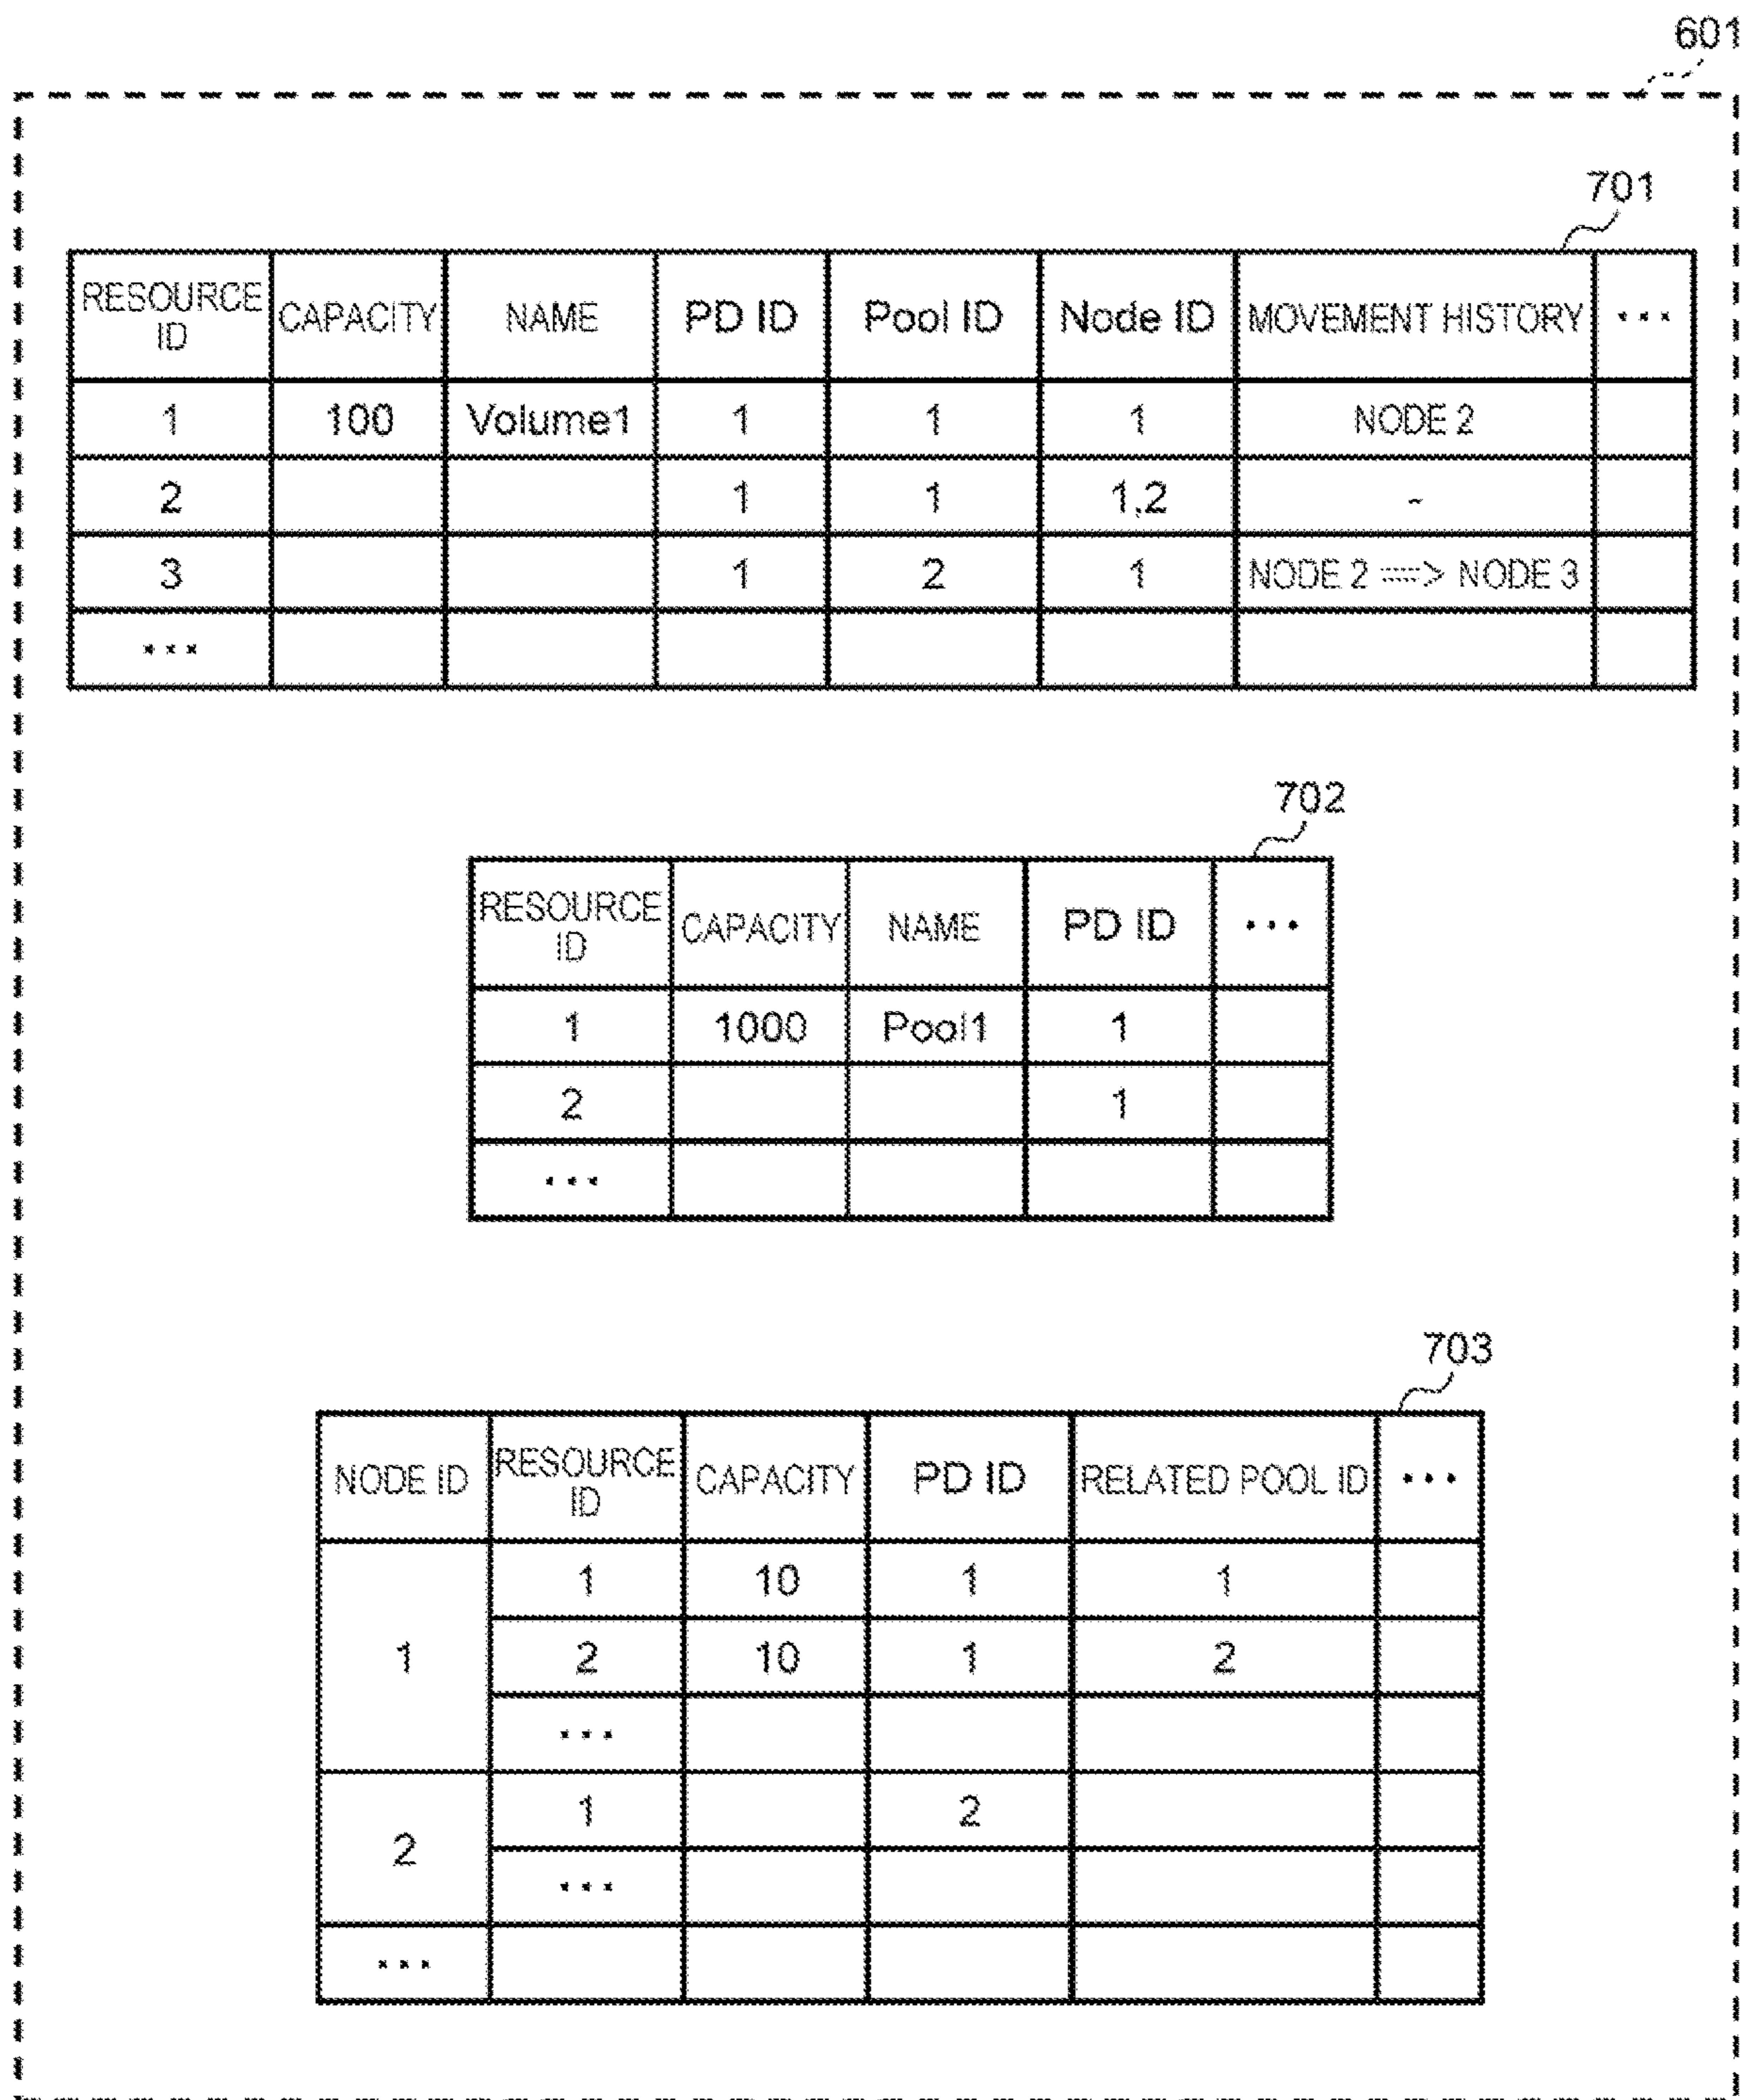 601
701
RESOURCE ID CAPACITY NAME PD ID Pool ID Node ID MOVEMENT HISTORY ...
1 100 Volume1 1 1 1 NODE 2
2 1 1 1,2 -
3 1 2 1 NODE 2 ==> NODE 3
...
702
RESOURCE ID CAPACITY NAME PD ID ...
1 1000 Pool1 1
2 1
...
703
NODE ID RESOURCE ID CAPACITY PD ID RELATED POOL ID ...
1 1 10 1 1
2 10 1 2
...
2 1 2
...
...